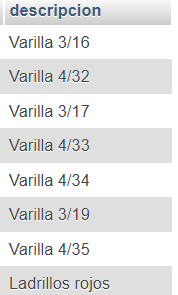 descripcion
Varilla 3/16
Varilla 4/32
Varilla 3/17
Varilla 4/33
Varilla 4/34
Varilla 3/19
Varilla 4/35
Ladrillos rojos